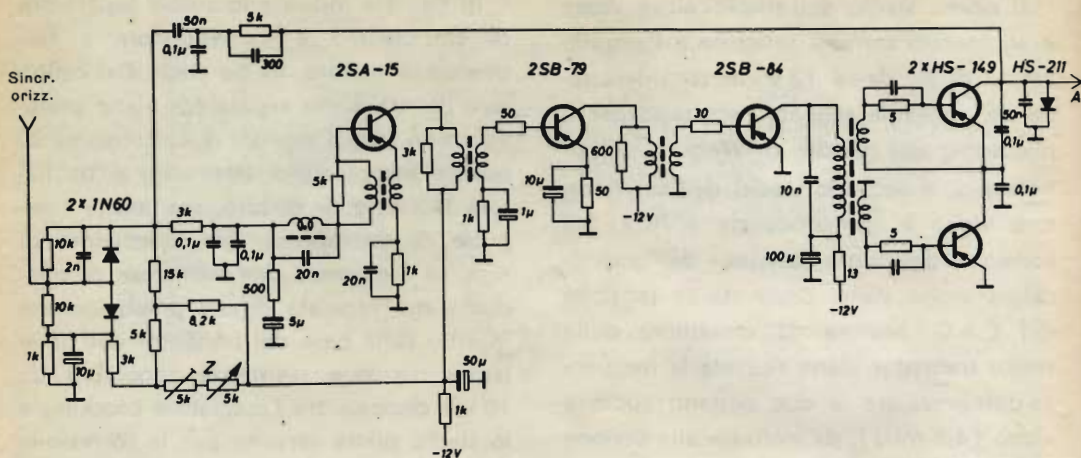 50n
5k
0,1µ
300
Sincr.
orizz.
2SA-15
2SB-79
2SB-84
2×HS-149
HS-211
A
50n
0,1µ
0,1µ
5
5
3k
50
600
30
5k
10µ
50
1k
1µ
-12V
10n
100µ
13
-12V
2×1N60
10k
2n
10k
1k
10µ
3k
3k
15k
5k
8,2k
0,1µ
0,1µ
20n
500
5µ
20n
1k
5k
Z
5k
50µ
1k
-12V